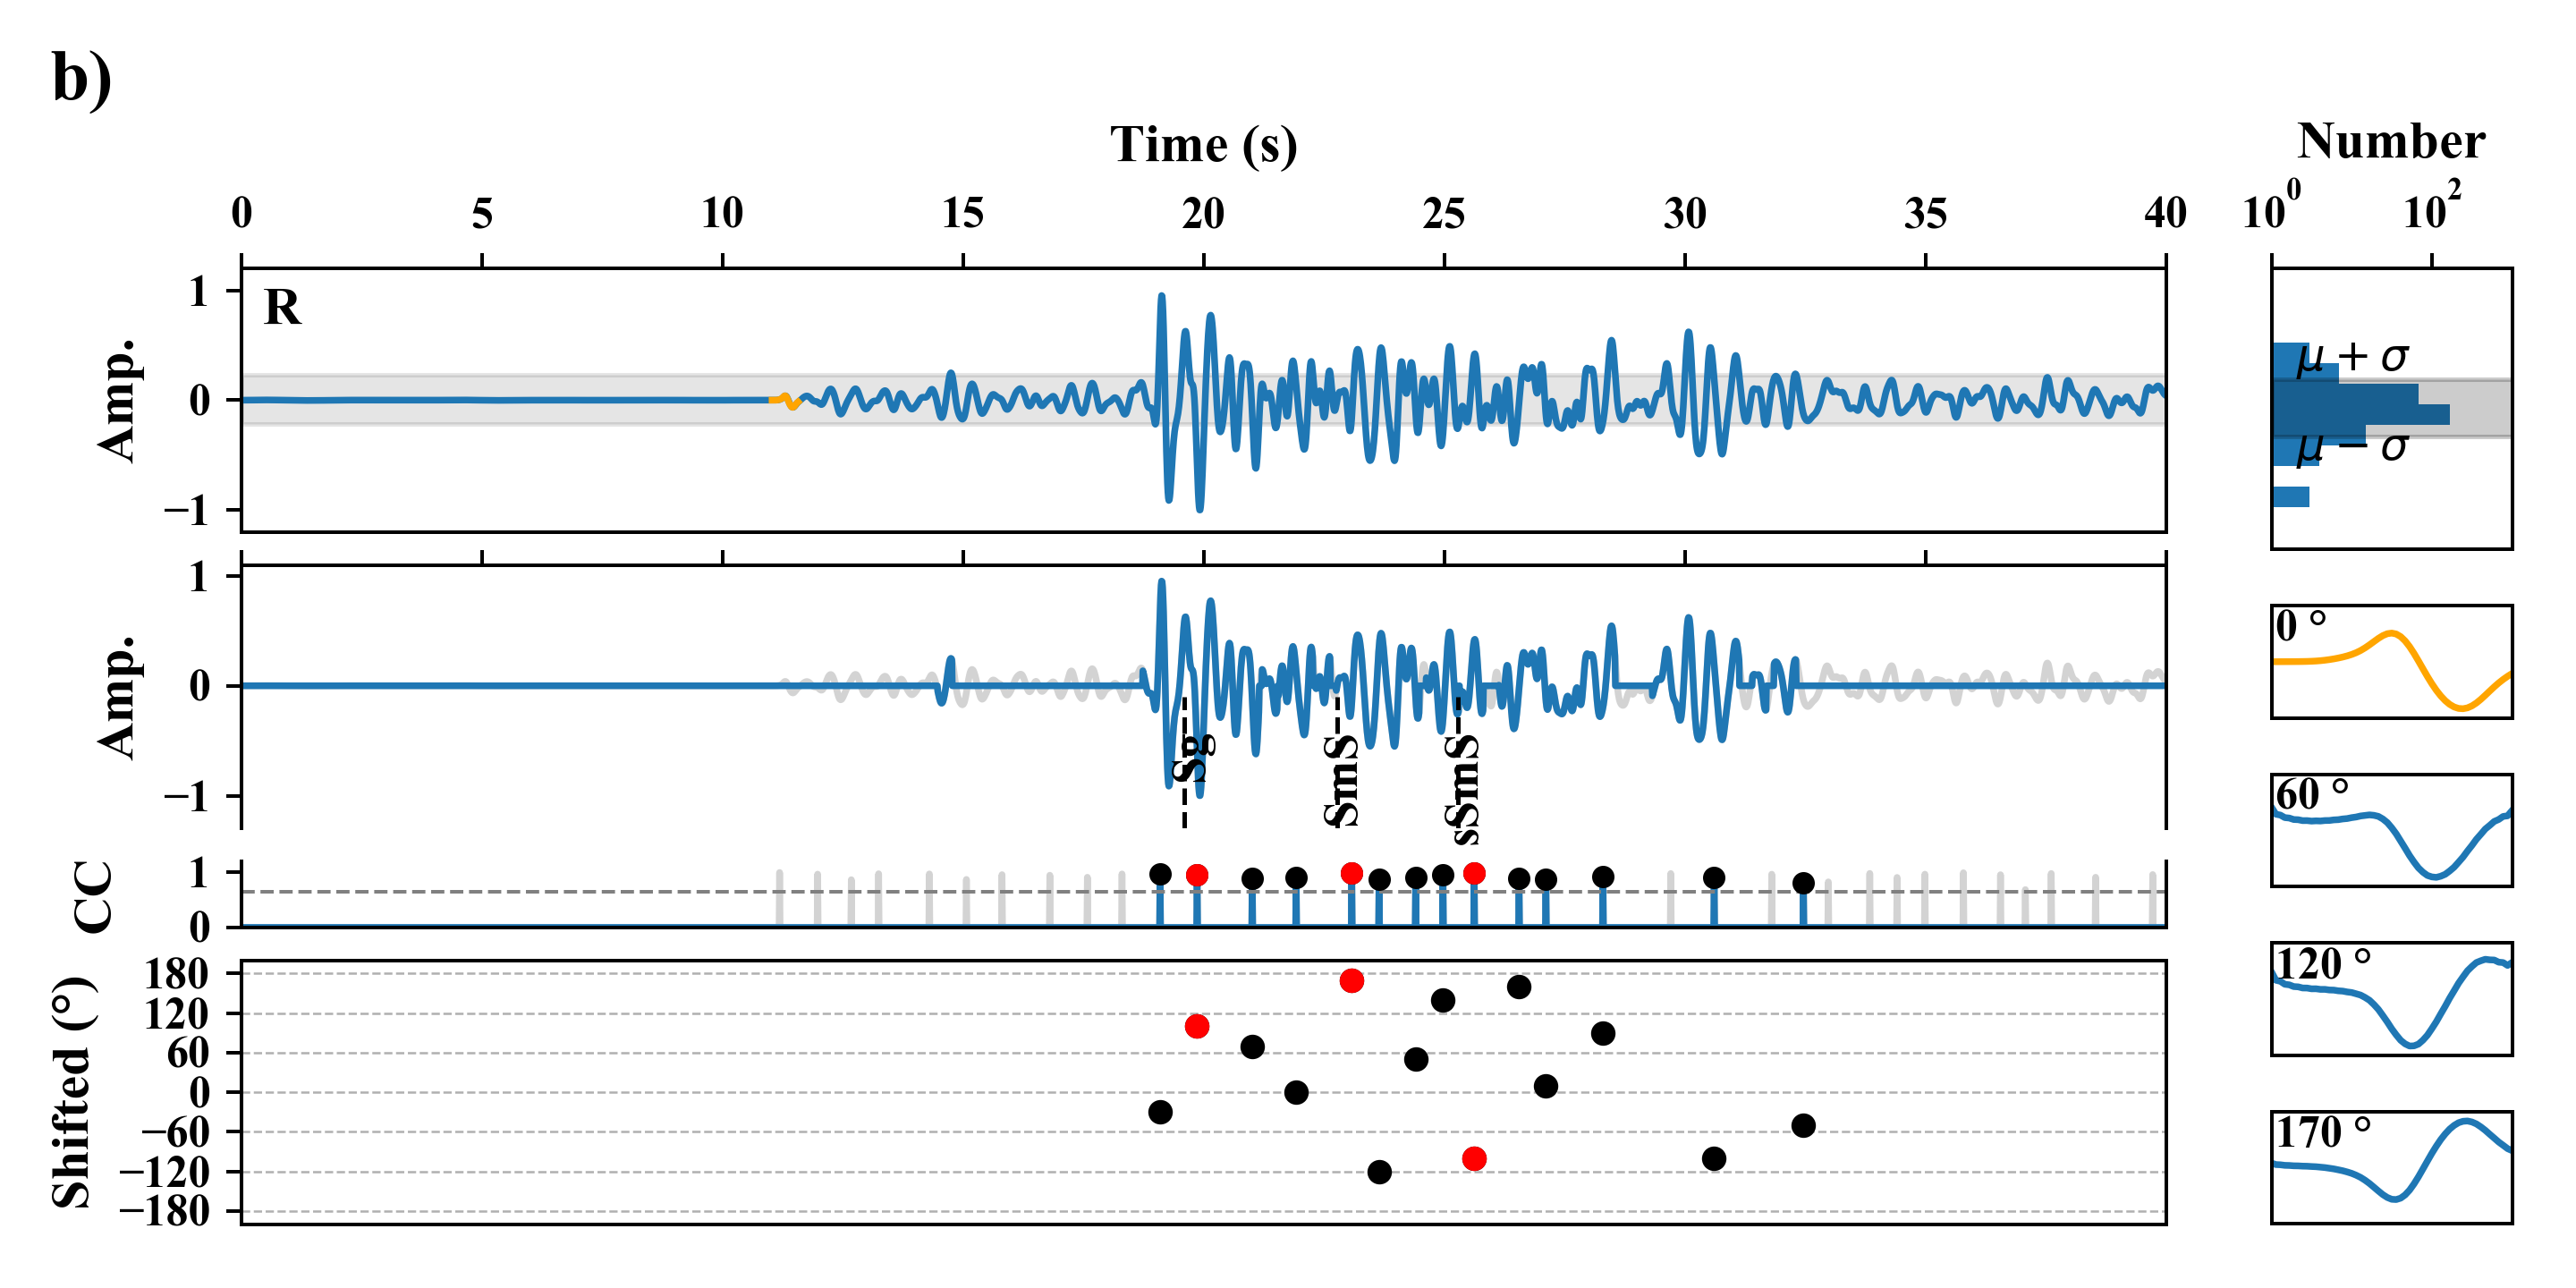 b)
Time (s)
Number
0 5 10 15 20 25 30 35 40
10^0 10^2
R
Amp.
1
0
−1
μ + σ
μ − σ
Amp.
1
0
−1
Sg
SmS
sSmS
0 °
60 °
CC
1
0
120 °
Shifted (°)
180
120
60
0
−60
−120
−180
170 °